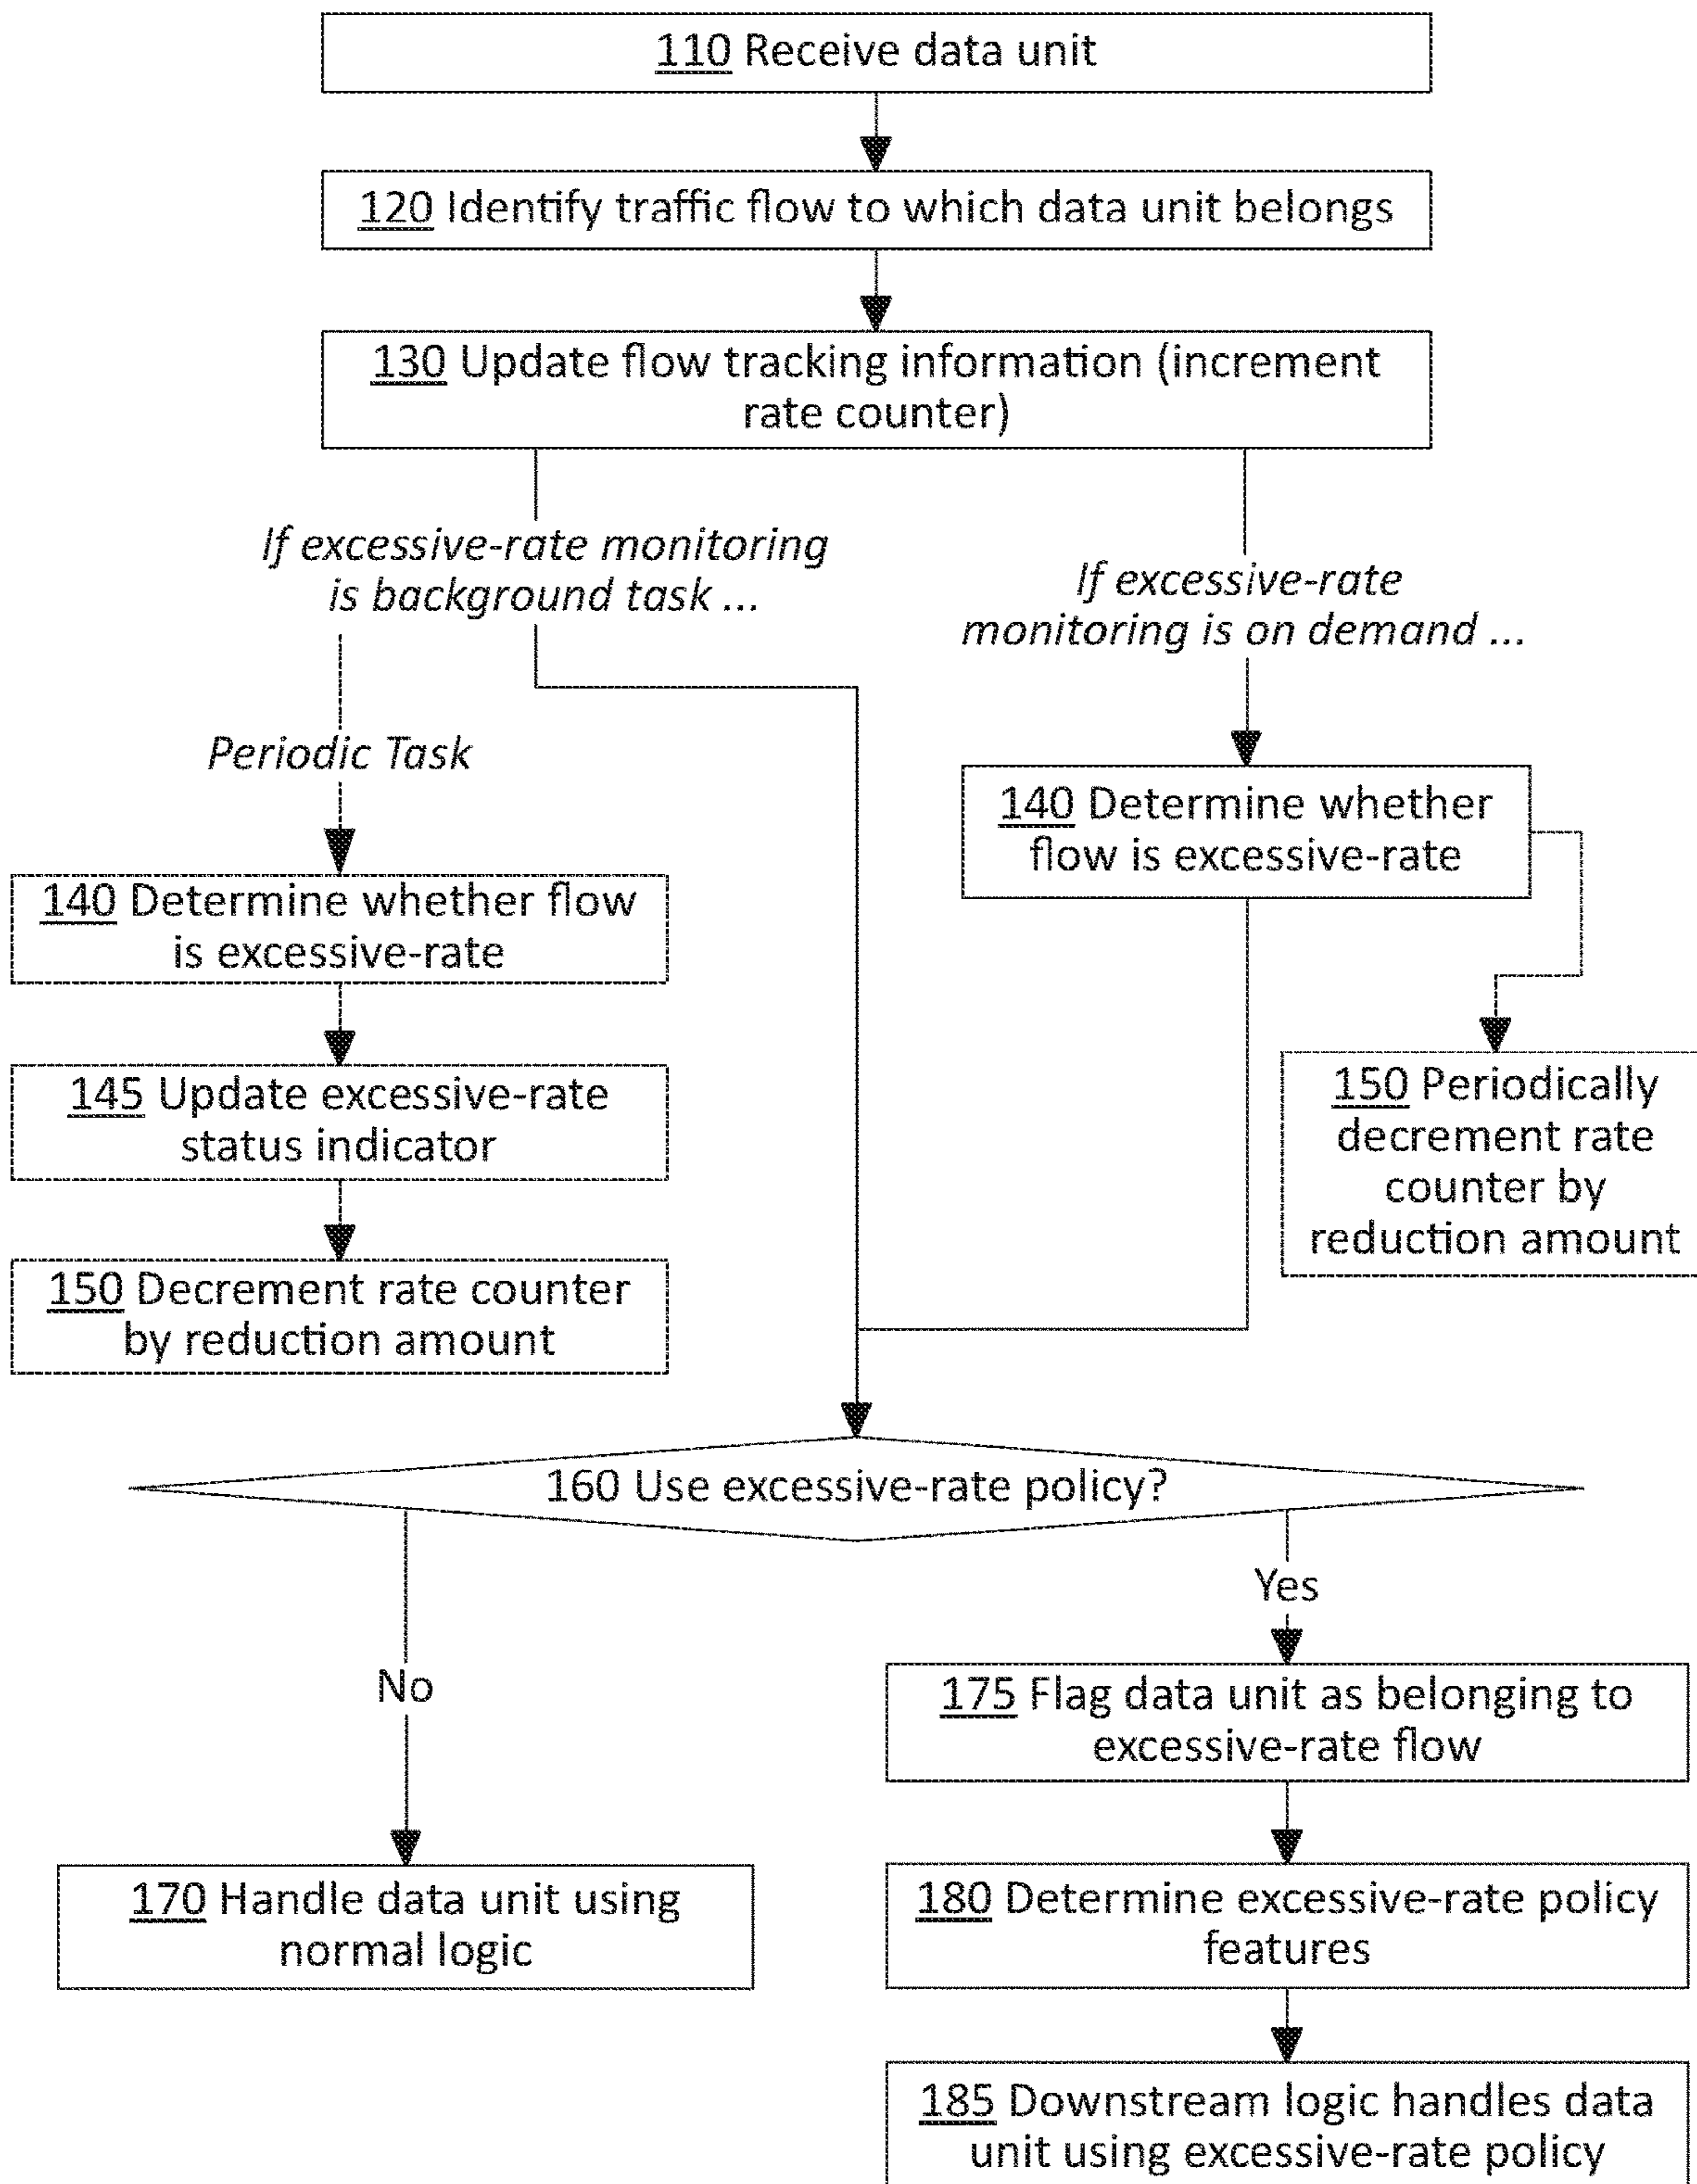 110 Receive data unit
120 Identify traffic flow to which data unit belongs
130 Update flow tracking information (increment
rate counter)
If excessive-rate monitoring
is background task ...
If excessive-rate
monitoring is on demand ...
Periodic Task
140 Determine whether
flow is excessive-rate
140 Determine whether flow
is excessive-rate
145 Update excessive-rate
status indicator
150 Periodically
decrement rate
counter by
reduction amount
150 Decrement rate counter
by reduction amount
160 Use excessive-rate policy?
Yes
No
175 Flag data unit as belonging to
excessive-rate flow
170 Handle data unit using
normal logic
180 Determine excessive-rate policy
features
185 Downstream logic handles data
unit using excessive-rate policy